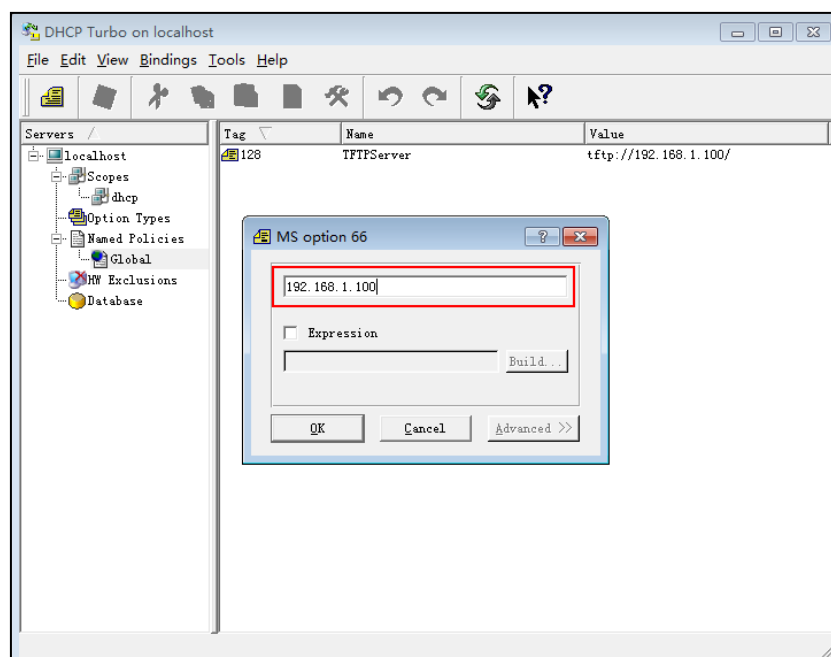 DHCP Turbo on localhost
File Edit View Bindings Tools Help
Servers
Tag Name Value
localhost
128 TFTPServer tftp://192.168.1.100/
Scopes
dhcp
Option Types
Named Policies
Global
HW Exclusions
Database
MS option 66
192.168.1.100
Expression
Build...
OK Cancel Advanced >>